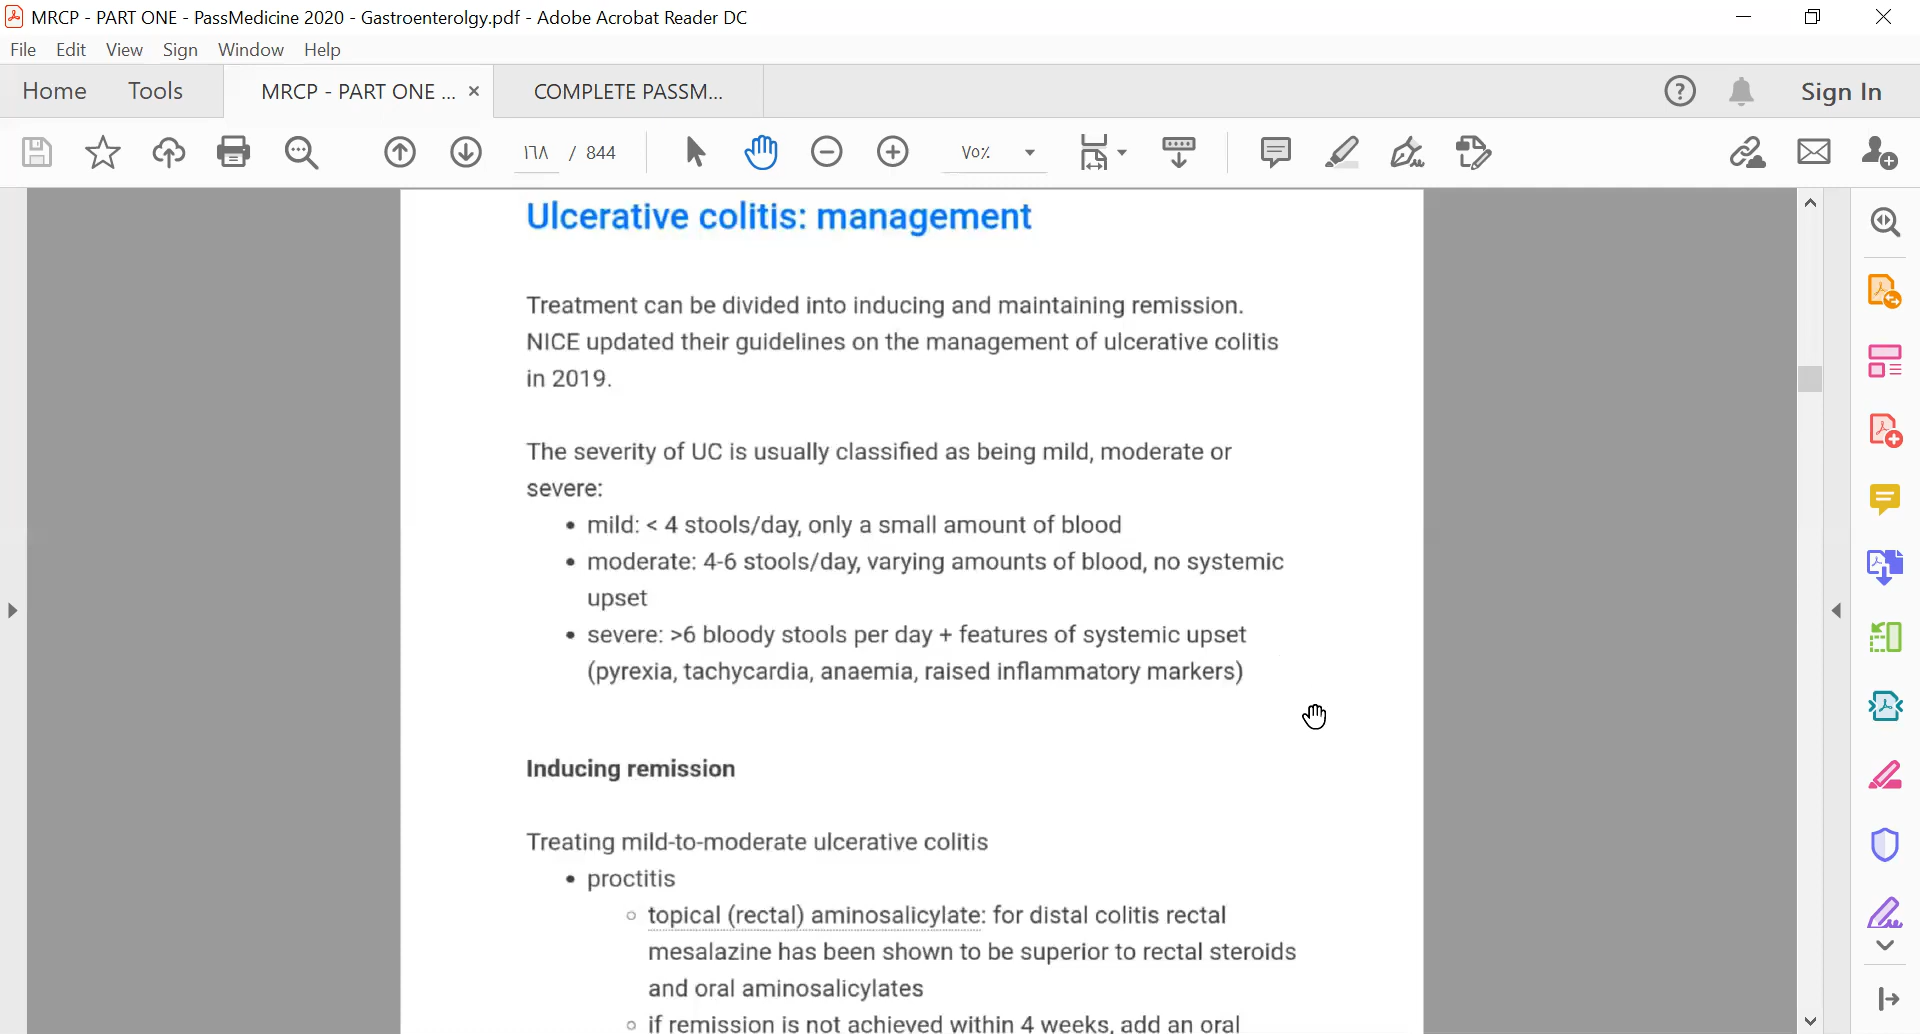 MRCP - PART ONE - PassMedicine 2020 - Gastroenterolgy.pdf - Adobe Acrobat Reader DC
File Edit View Sign Window Help
Home Tools MRCP - PART ONE ... × COMPLETE PASSM... Sign In
١٦٨ / 844 ٧٥٪
Ulcerative colitis: management
Treatment can be divided into inducing and maintaining remission.
NICE updated their guidelines on the management of ulcerative colitis
in 2019.
The severity of UC is usually classified as being mild, moderate or
severe:
• mild: < 4 stools/day, only a small amount of blood
• moderate: 4-6 stools/day, varying amounts of blood, no systemic
upset
• severe: >6 bloody stools per day + features of systemic upset
(pyrexia, tachycardia, anaemia, raised inflammatory markers)
Inducing remission
Treating mild-to-moderate ulcerative colitis
• proctitis
○ topical (rectal) aminosalicylate: for distal colitis rectal
mesalazine has been shown to be superior to rectal steroids
and oral aminosalicylates
○ if remission is not achieved within 4 weeks, add an oral